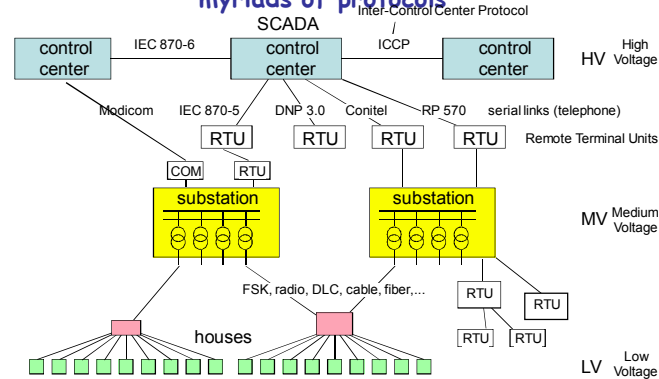 myriads of protocols
Inter-Control Center Protocol
SCADA
control center
IEC 870-6
control center
ICCP
control center
HV High Voltage
Modicom
IEC 870-5
DNP 3.0
Conitel
RP 570
serial links (telephone)
RTU
RTU
RTU
RTU
Remote Terminal Units
COM
RTU
substation
substation
MV Medium Voltage
FSK, radio, DLC, cable, fiber,...
RTU
RTU
houses
RTU
RTU
LV Low Voltage